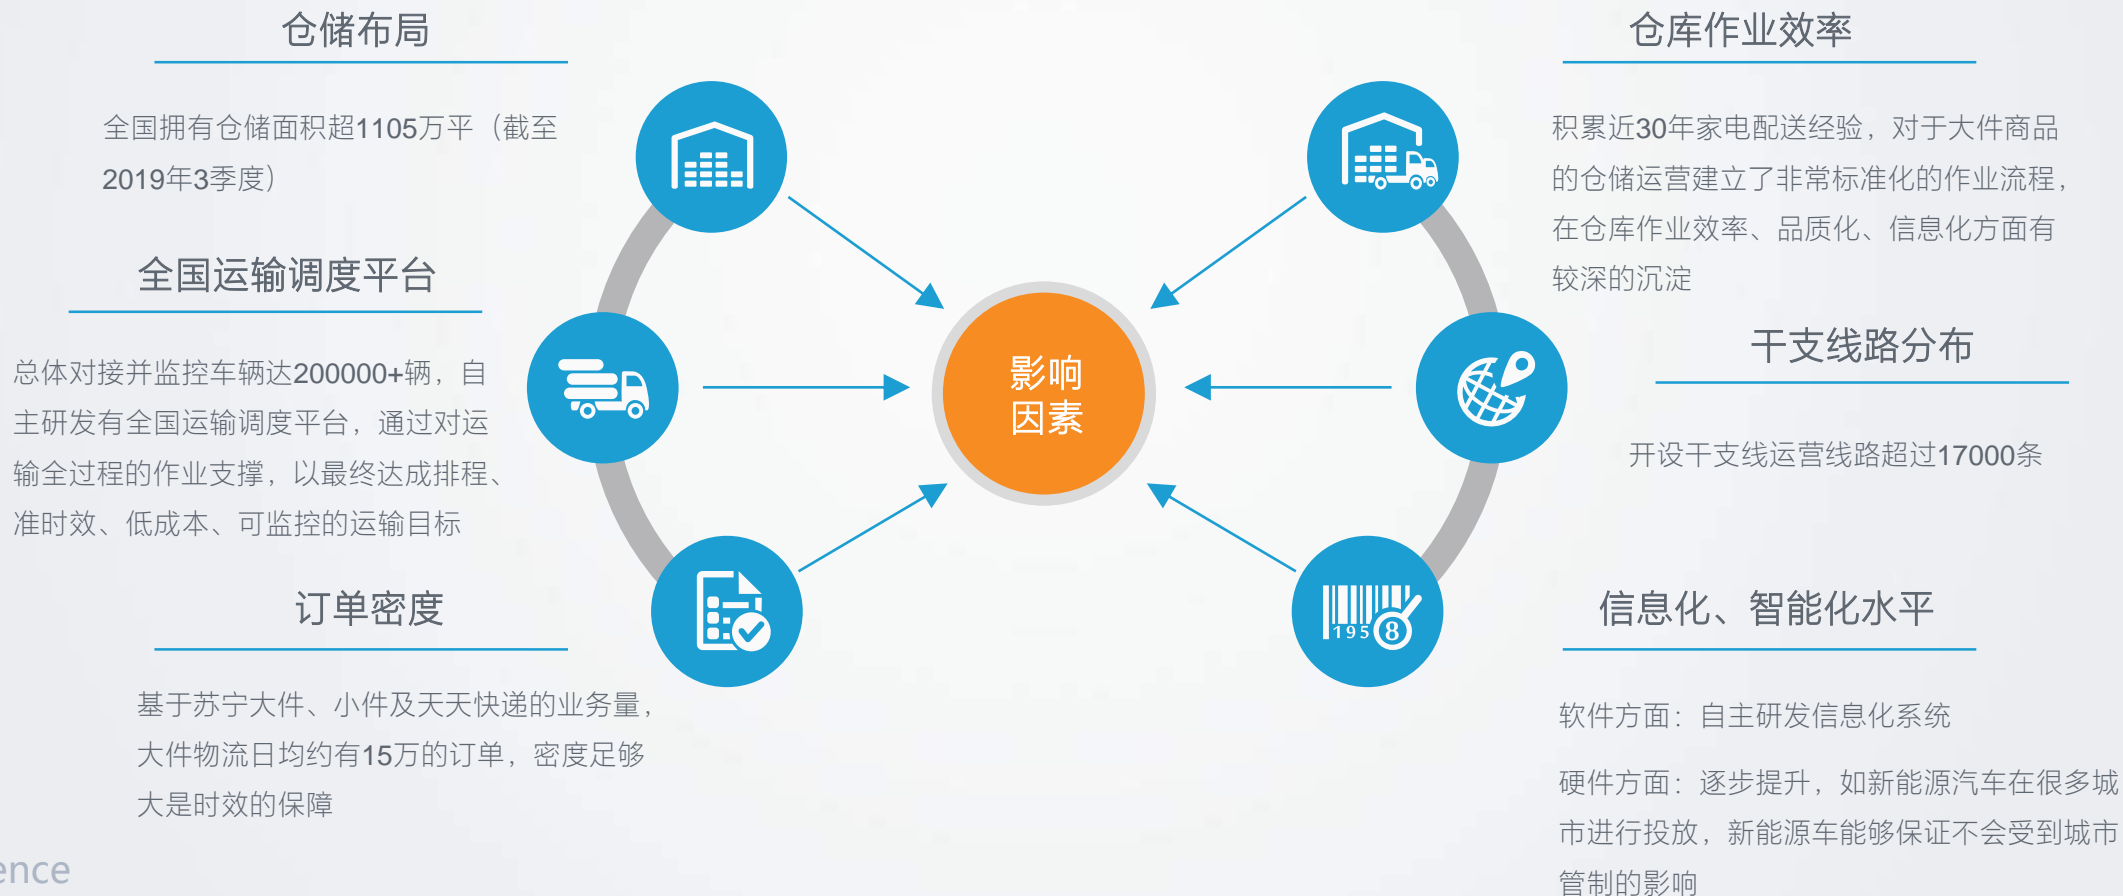 仓储布局
全国拥有仓储面积超1105万平（截至
2019年3季度）
全国运输调度平台
总体对接并监控车辆达200000+辆，自
主研发有全国运输调度平台，通过对运
输全过程的作业支撑，以最终达成排程、
准时效、低成本、可监控的运输目标
订单密度
基于苏宁大件、小件及天天快递的业务量，
大件物流日均约有15万的订单，密度足够
大是时效的保障
影响
因素
仓库作业效率
积累近30年家电配送经验，对于大件商品
的仓储运营建立了非常标准化的作业流程，
在仓库作业效率、品质化、信息化方面有
较深的沉淀
干支线路分布
开设干支线运营线路超过17000条
195 8
信息化、智能化水平
软件方面：自主研发信息化系统
硬件方面：逐步提升，如新能源汽车在很多城
市进行投放，新能源车能够保证不会受到城市
管制的影响
ence